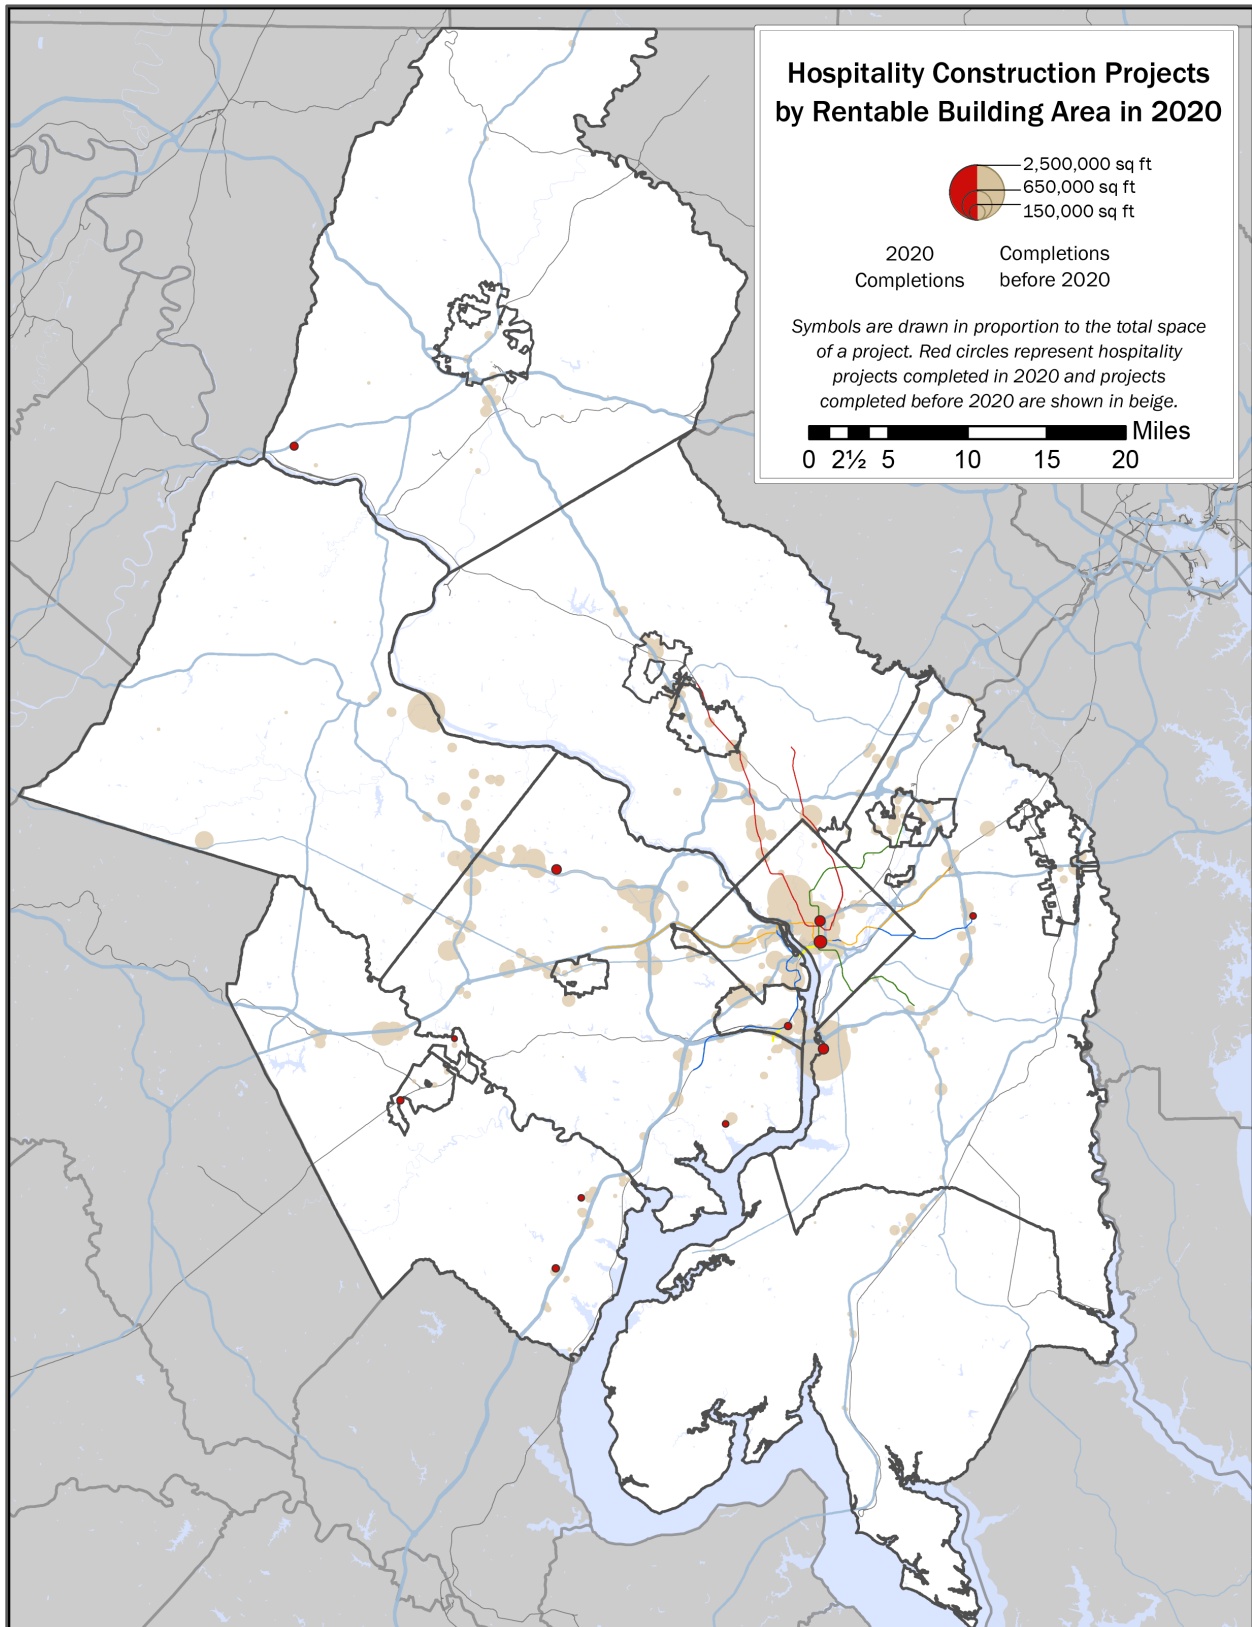 Hospitality Construction Projects
by Rentable Building Area in 2020
2,500,000 sq ft
650,000 sq ft
150,000 sq ft
2020
Completions
Completions
before 2020
Symbols are drawn in proportion to the total space
of a project. Red circles represent hospitality
projects completed in 2020 and projects
completed before 2020 are shown in beige.
Miles
0 2½ 5 10 15 20